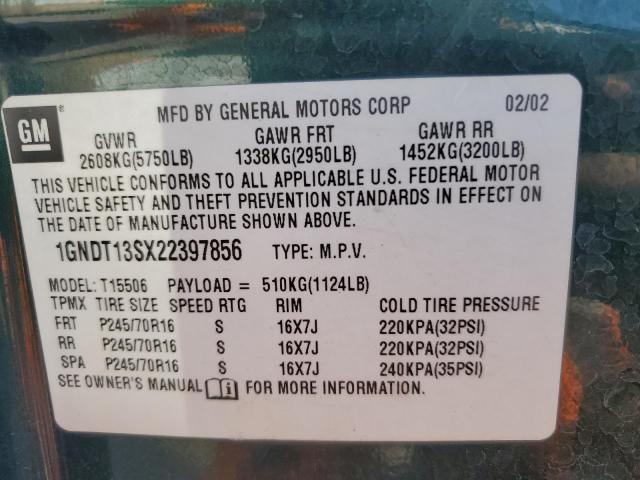 GM ® MFD BY GENERAL MOTORS CORP 02/02
GVWR GAWR FRT GAWR RR
2608KG(5750LB) 1338KG(2950LB) 1452KG(3200LB)
THIS VEHICLE CONFORMS TO ALL APPLICABLE U.S. FEDERAL MOTOR
VEHICLE SAFETY AND THEFT PREVENTION STANDARDS IN EFFECT ON
THE DATE OF MANUFACTURE SHOWN ABOVE.
1GNDT13SX22397856 TYPE: M.P.V.
MODEL: T15506 PAYLOAD = 510KG(1124LB)
TPMX TIRE SIZE SPEED RTG RIM COLD TIRE PRESSURE
FRT P245/70R16 S 16X7J 220KPA(32PSI)
RR P245/70R16 S 16X7J 220KPA(32PSI)
SPA P245/70R16 S 16X7J 240KPA(35PSI)
SEE OWNER'S MANUAL i FOR MORE INFORMATION.